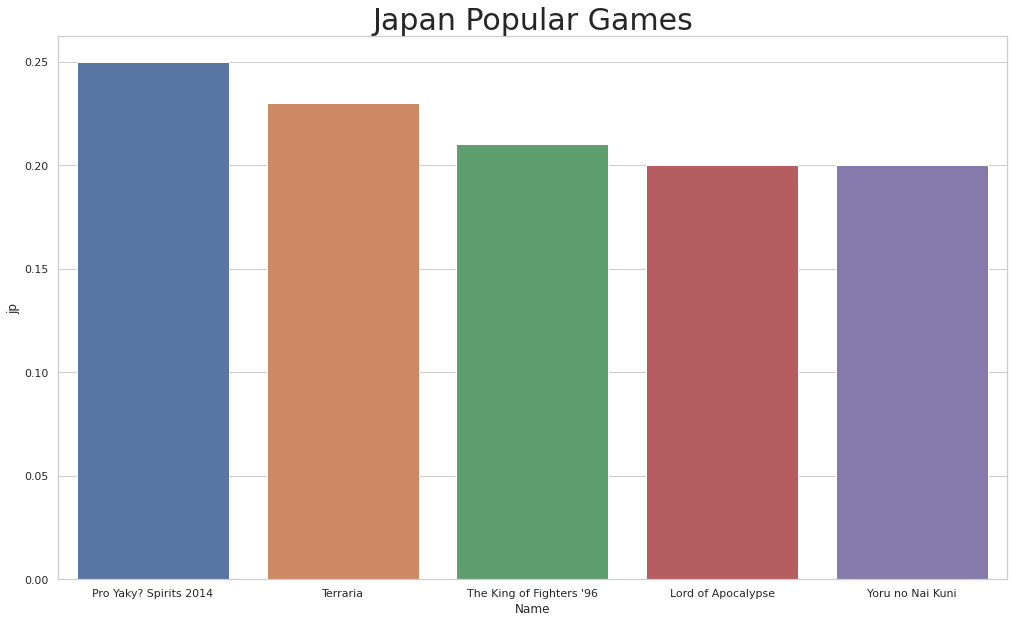 Japan Popular Games
0.25
0.20
0.15
0.10
0.05
0.00
jp
Pro Yaky? Spirits 2014
Terraria
The King of Fighters '96
Lord of Apocalypse
Yoru no Nai Kuni
Name